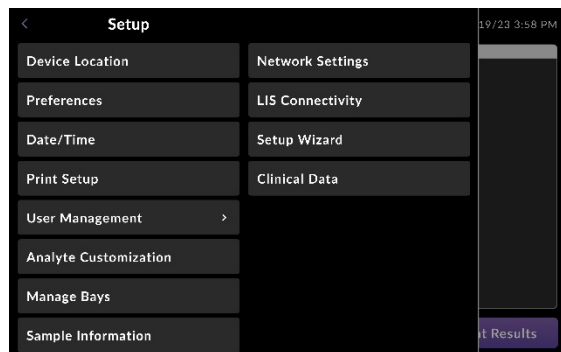 Setup
19/23 3:58 PM
Device Location
Network Settings
Preferences
LIS Connectivity
Date/Time
Setup Wizard
Print Setup
Clinical Data
User Management
Analyte Customization
Manage Bays
Sample Information
t Results